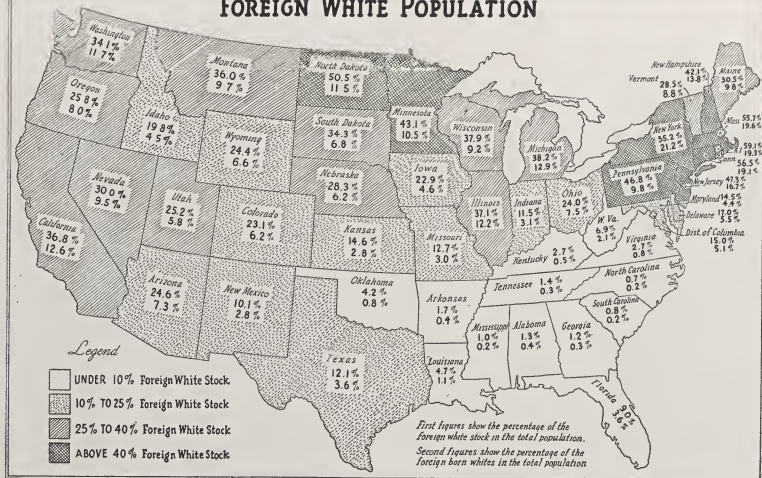 FOREIGN WHITE POPULATION
Washington
34.1%
11.7%
Oregon
25.8%
8.0%
Idaho
19.8%
4.5%
Montana
36.0%
9.7%
North Dakota
50.5%
11.5%
Minnesota
43.1%
10.5%
South Dakota
34.3%
6.8%
Wyoming
24.4%
6.6%
Nebraska
28.3%
6.2%
Wisconsin
37.9%
9.2%
Michigan
38.2%
12.9%
Iowa
22.9%
4.6%
Nevada
30.0%
9.5%
Utah
25.2%
5.8%
Colorado
23.1%
6.2%
Kansas
14.6%
2.8%
California
36.8%
12.6%
Arizona
24.6%
7.3%
New Mexico
10.1%
2.8%
Texas
12.1%
3.6%
Oklahoma
4.2%
0.8%
Missouri
12.7%
3.0%
Arkansas
1.7%
0.4%
Louisiana
4.7%
1.1%
Illinois
37.1%
12.2%
Indiana
11.5%
3.1%
Ohio
24.0%
7.5%
Kentucky 2.7%
0.5%
Tennessee 1.4%
0.3%
Mississippi
1.0%
0.2%
Alabama
1.3%
0.4%
Georgia
1.2%
0.3%
Florida
9.0%
3.6%
South Carolina
0.8%
0.2%
North Carolina
0.7%
0.2%
Virginia
2.7%
0.8%
W Va.
6.9%
2.1%
Pennsylvania
46.8%
9.8%
New York
55.2%
21.2%
Vermont 28.5%
8.8%
New Hampshire
42.1%
13.8%
Maine
30.5%
9.8%
Mass 55.7%
19.6%
R.I. 59.1%
19.3%
Conn 56.5%
19.1%
New Jersey 47.3%
16.7%
Maryland 14.5%
4.4%
Delaware 17.0%
5.5%
Dist. of Columbia
15.0%
5.1%
Legend
UNDER 10% Foreign White Stock
10% TO 25% Foreign White Stock
25% TO 40% Foreign White Stock
ABOVE 40% Foreign White Stock
First figures show the percentage of the
foreign white stock in the total population.
Second figures show the percentage of the
foreign born whites in the total population